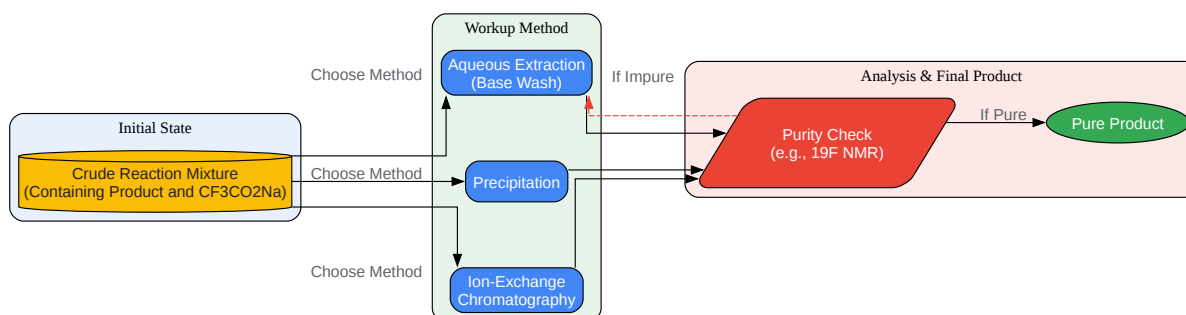 Workup Method
Choose Method
Aqueous Extraction
(Base Wash)
If Impure
Analysis & Final Product
Initial State
Purity Check
(e.g., 19F NMR)
If Pure
Pure Product
Crude Reaction Mixture
(Containing Product and CF3CO2Na)
Choose Method
Precipitation
Choose Method
Ion-Exchange
Chromatography